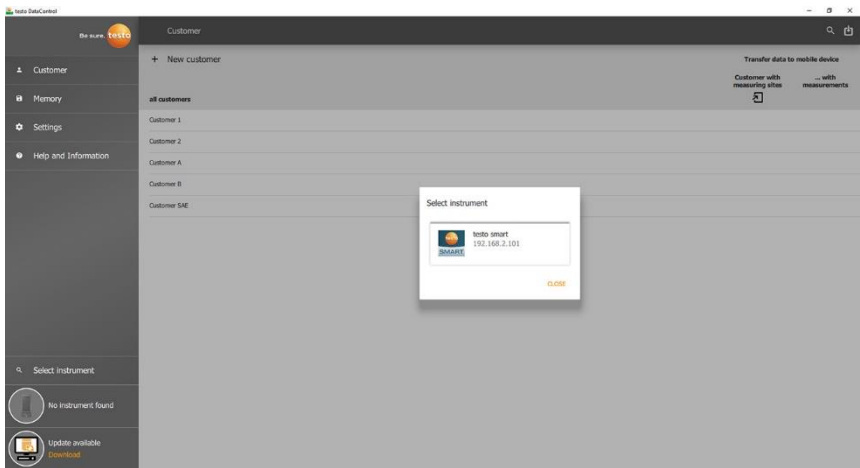 testo DataControl
Be sure. testo
Customer
Customer
Memory
Settings
Help and Information
Select instrument
No Instrument found
Update available
Download
+ New customer
Transfer data to mobile device
Customer with
measuring sites
... with
measurements
all customers
Customer 1
Customer 2
Customer A
Customer B
Customer SAE
Select instrument
testo smart
192.168.2.101
SMART
CLOSE